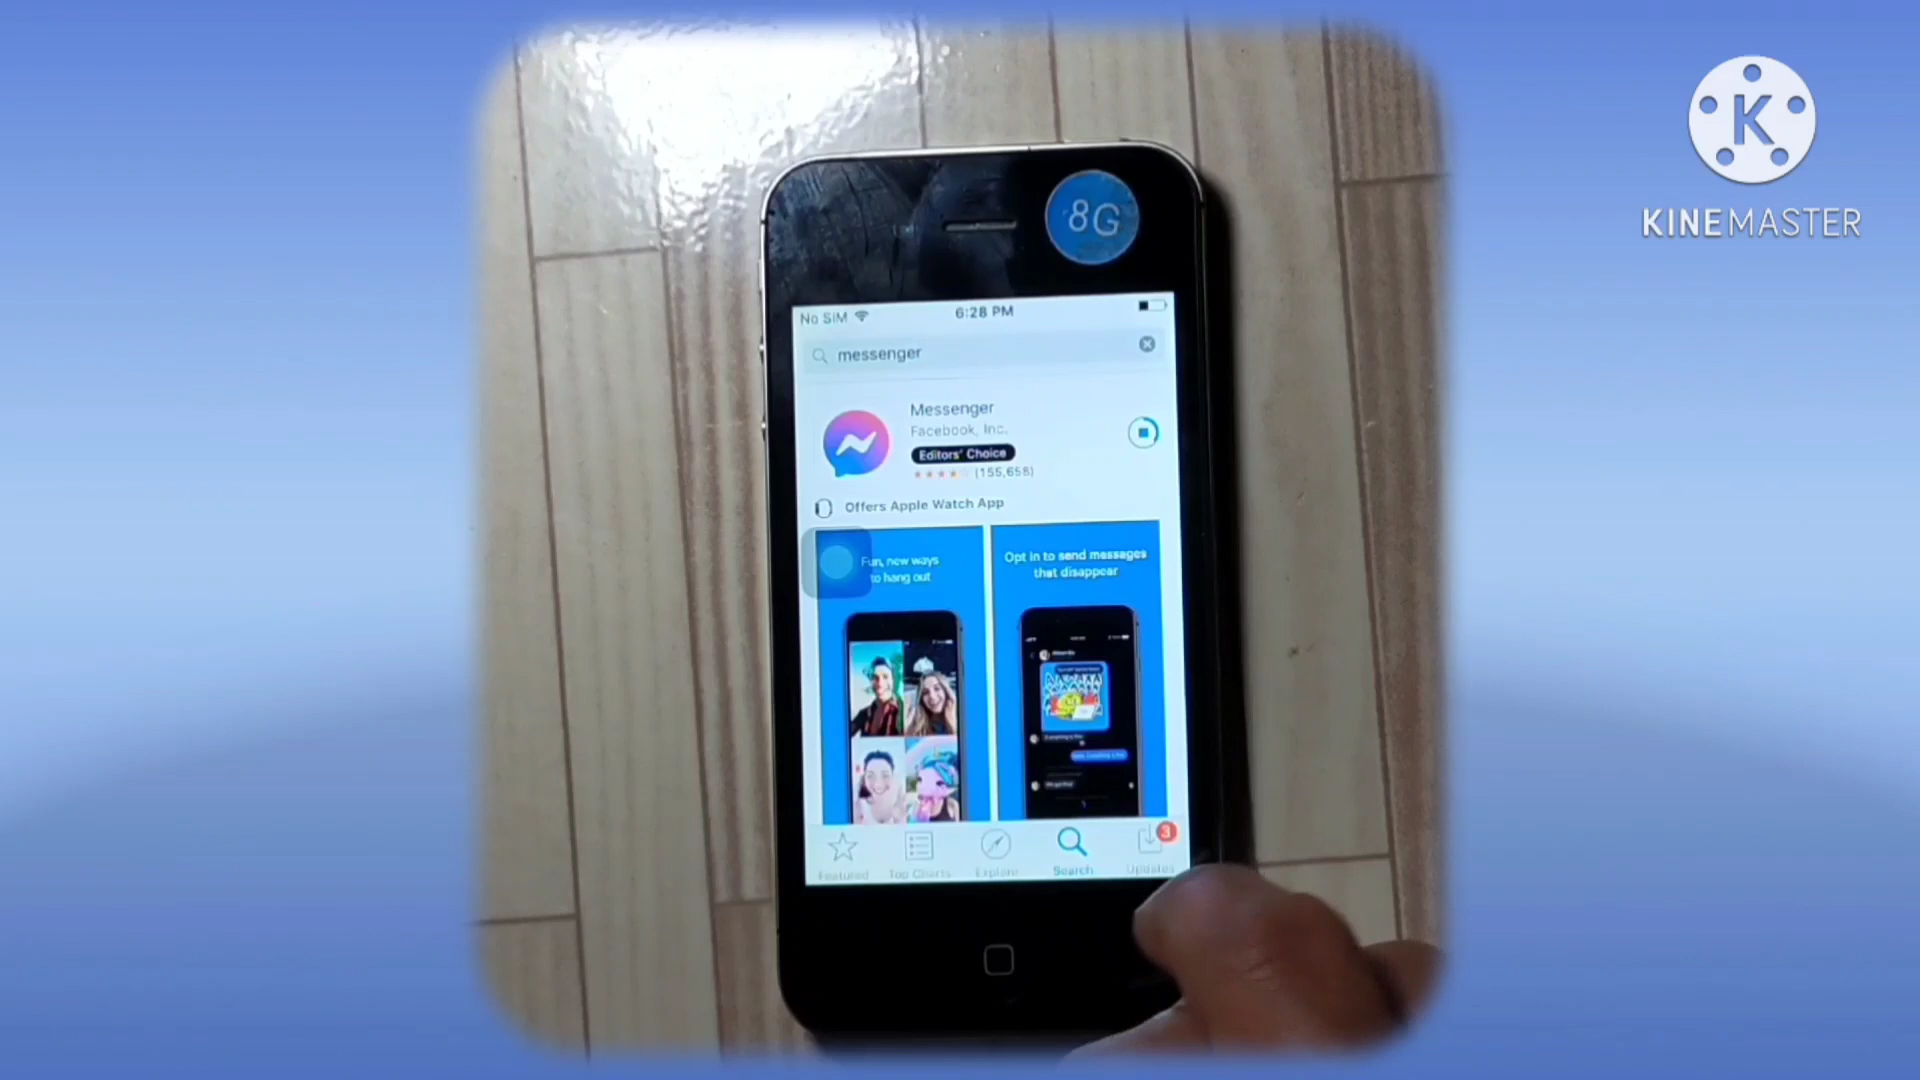 K
KINEMASTER
8G
No SIM
6:28 PM
messenger
Messenger
Facebook, Inc.
Editors' Choice
(155,658)
Offers Apple Watch App
Fun, new ways
to hang out
Opt in to send messages
that disappear
Featured
Top Charts
Explore
Search
3
Updates